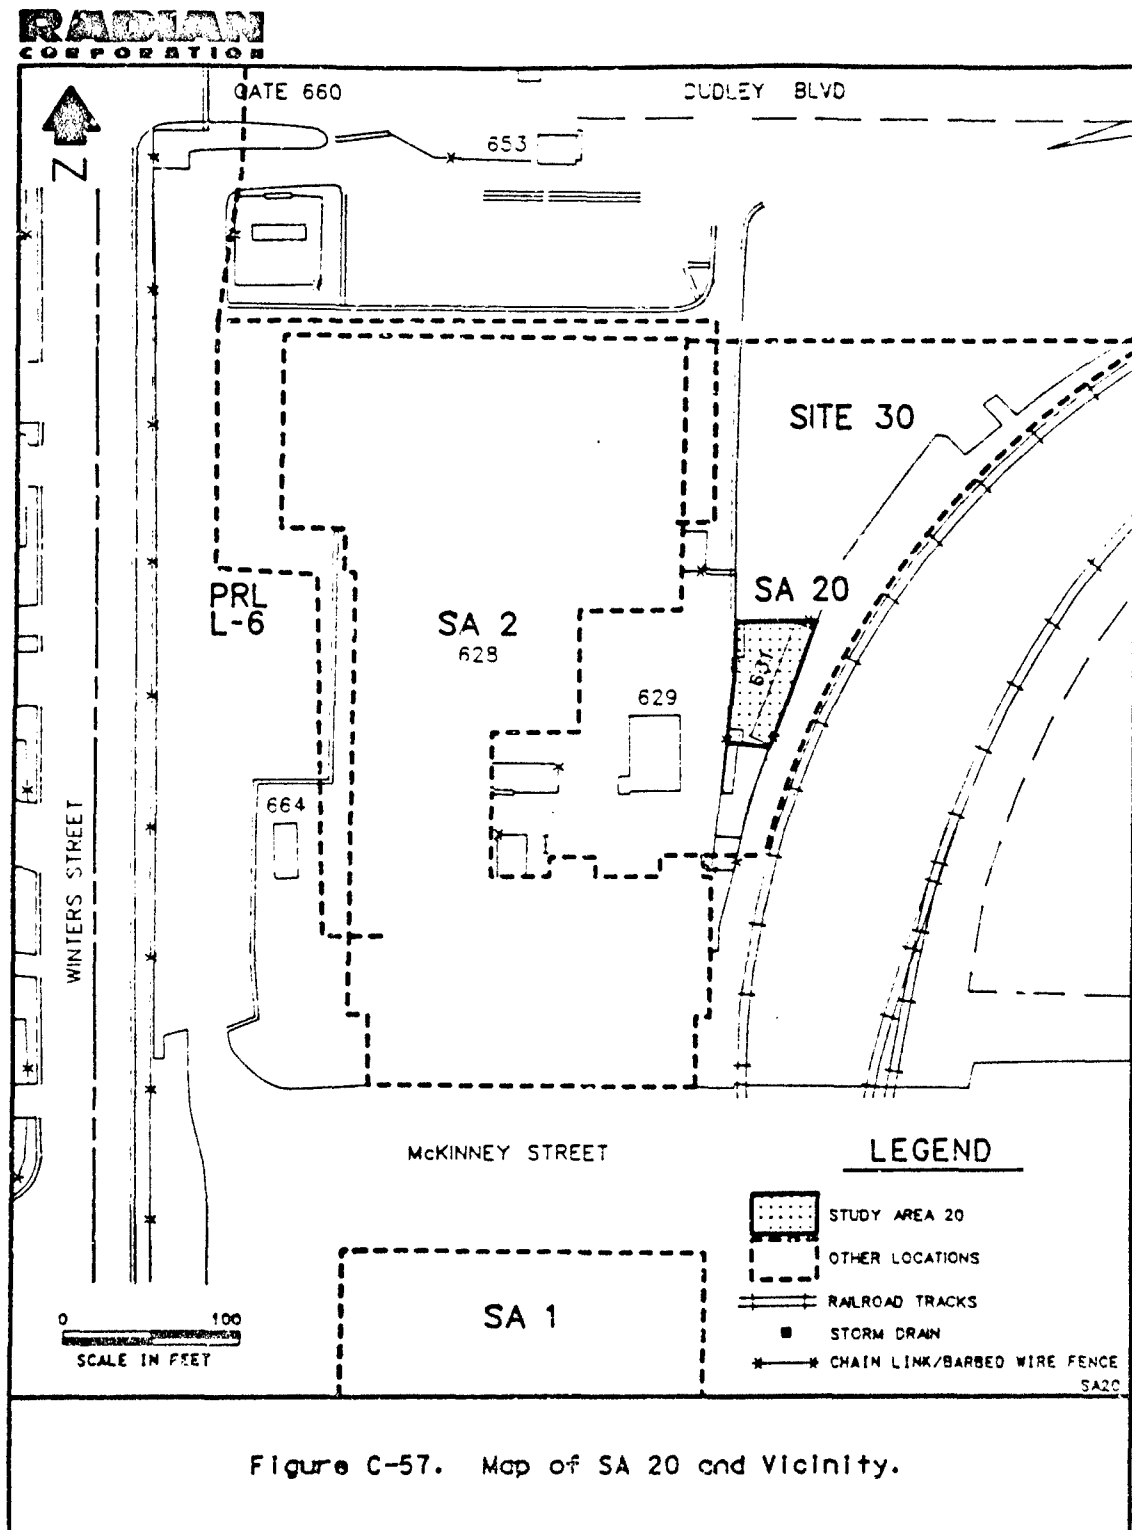 RADIAN
CORPORATION
GATE 660
DUDLEY BLVD
653
N
SITE 30
SA 20
PRL
L-6
SA 2
628
629
664
WINTERS STREET
McKINNEY STREET
LEGEND
STUDY AREA 20
OTHER LOCATIONS
RAILROAD TRACKS
STORM DRAIN
CHAIN LINK/BARBED WIRE FENCE
SA 1
0 100
SCALE IN FEET
SA20
Figure C-57. Map of SA 20 and Vicinity.